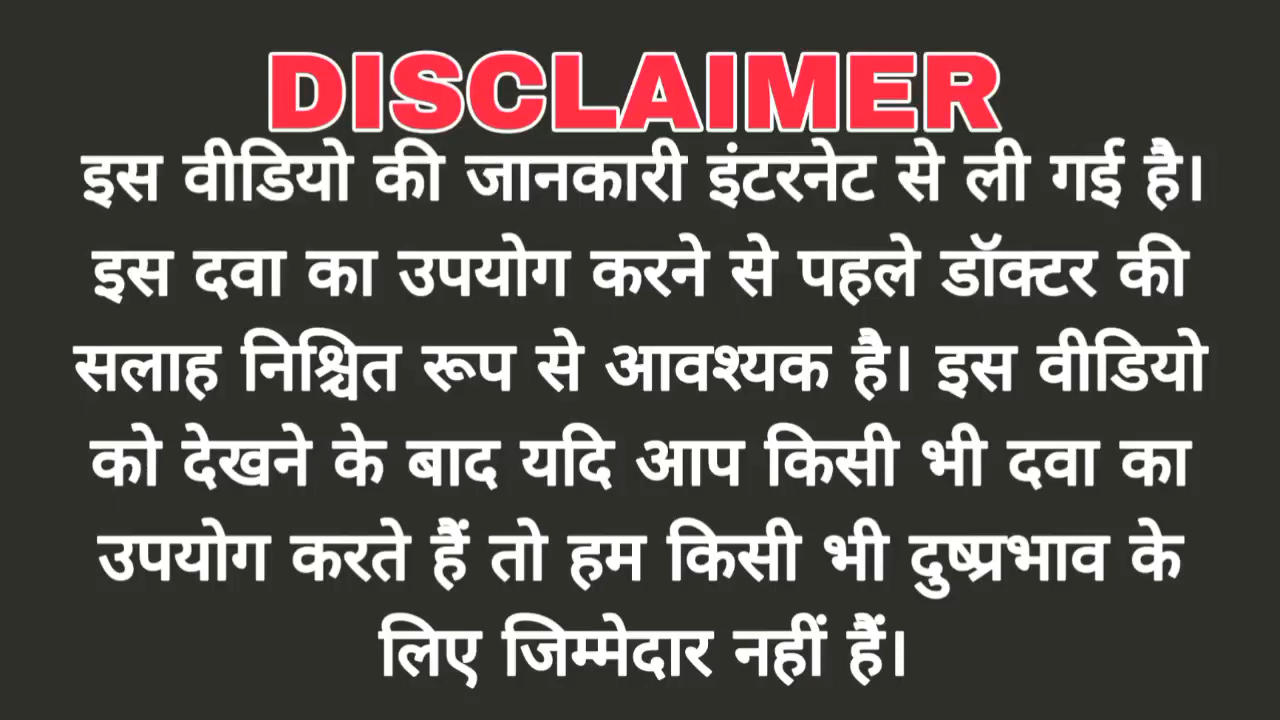 DISCLAIMER
इस वीडियो की जानकारी इंटरनेट से ली गई है।
इस दवा का उपयोग करने से पहले डॉक्टर की
सलाह निश्चित रूप से आवश्यक है। इस वीडियो
को देखने के बाद यदि आप किसी भी दवा का
उपयोग करते हैं तो हम किसी भी दुष्प्रभाव के
लिए जिम्मेदार नहीं हैं।